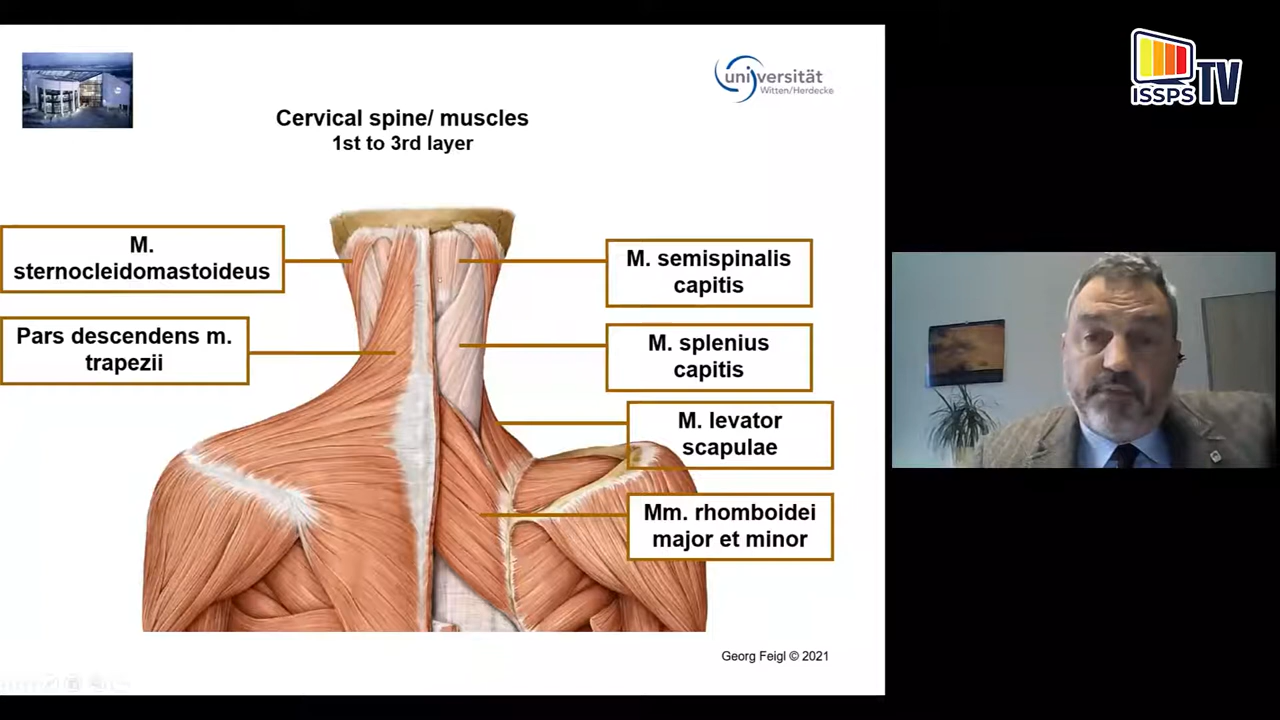 universität
Witten/Herdecke
ISSPS TV
Cervical spine/ muscles
1st to 3rd layer
M.
sternocleidomastoideus
Pars descendens m.
trapezii
M. semispinalis
capitis
M. splenius
capitis
M. levator
scapulae
Mm. rhomboidei
major et minor
Georg Feigl © 2021